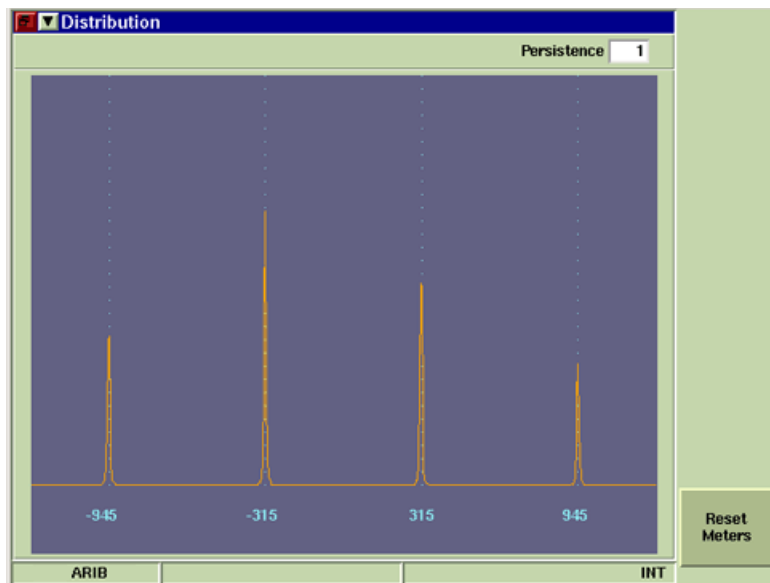 Distribution
Persistence 1
-945 -315 315 945
Reset
Meters
ARIB INT